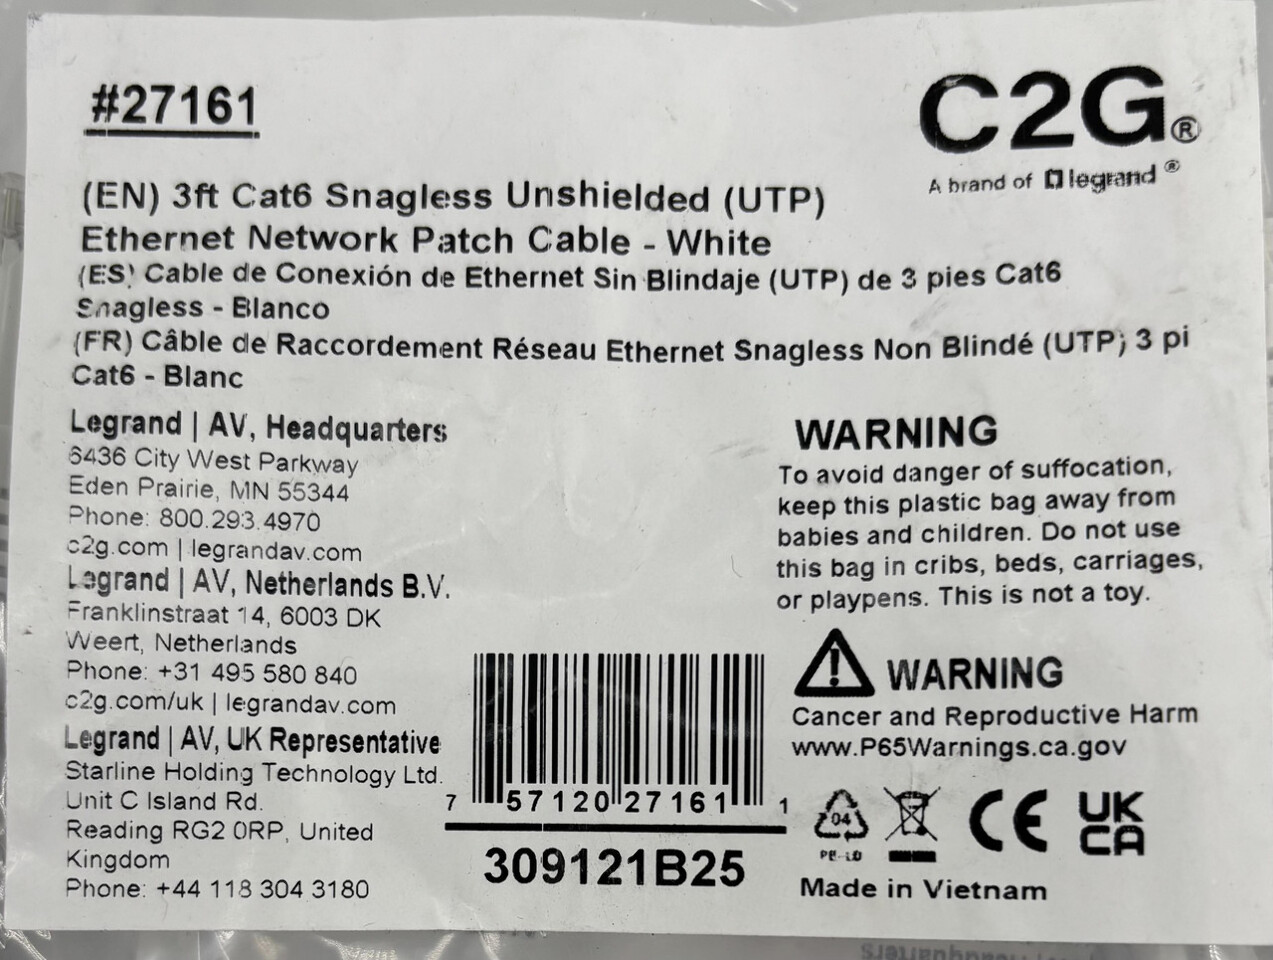 #27161
C2G®
A brand of legrand®
(EN) 3ft Cat6 Snagless Unshielded (UTP)
Ethernet Network Patch Cable - White
(ES) Cable de Conexión de Ethernet Sin Blindaje (UTP) de 3 pies Cat6
Snagless - Blanco
(FR) Câble de Raccordement Réseau Ethernet Snagless Non Blindé (UTP) 3 pi
Cat6 - Blanc
Legrand | AV, Headquarters
6436 City West Parkway
Eden Prairie, MN 55344
Phone: 800.293.4970
c2g.com | legrandav.com
Legrand | AV, Netherlands B.V.
Franklinstraat 14, 6003 DK
Weert, Netherlands
Phone: +31 495 580 840
c2g.com/uk | legrandav.com
Legrand | AV, UK Representative
Starline Holding Technology Ltd.
Unit C Island Rd.
Reading RG2 0RP, United
Kingdom
Phone: +44 118 304 3180
7 57120 27161 1
309121B25
WARNING
To avoid danger of suffocation,
keep this plastic bag away from
babies and children. Do not use
this bag in cribs, beds, carriages,
or playpens. This is not a toy.
WARNING
Cancer and Reproductive Harm
www.P65Warnings.ca.gov
04
PE-LD
CE
UK
CA
Made in Vietnam